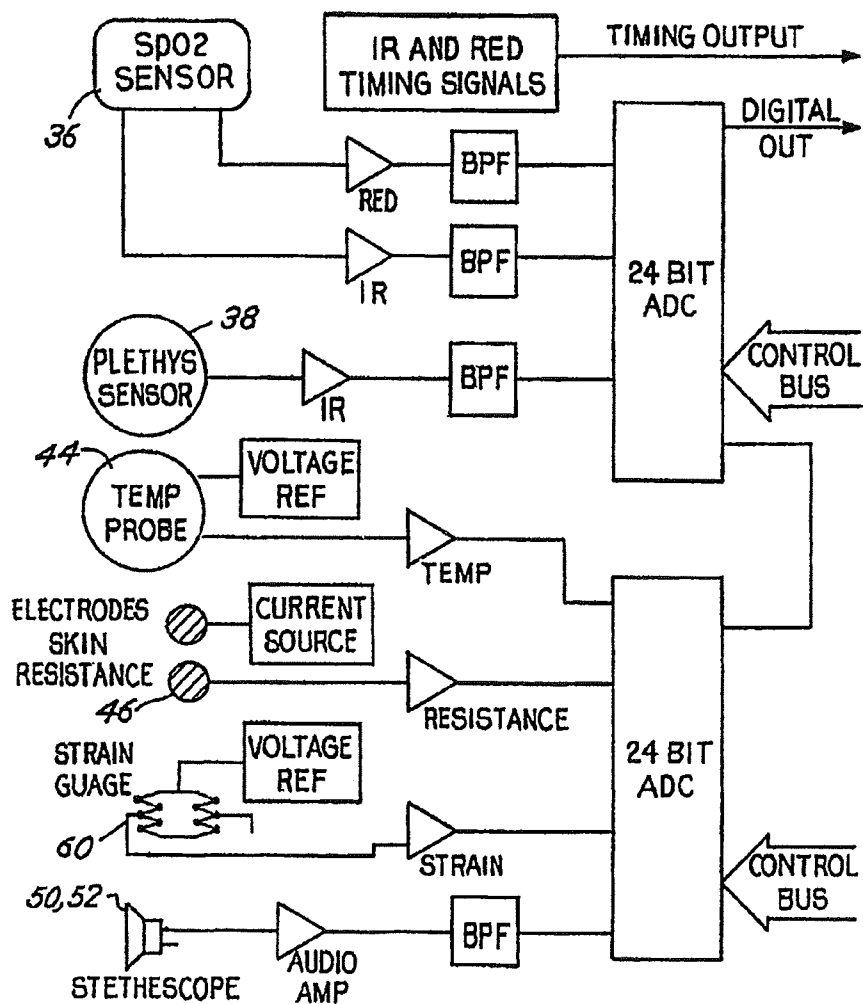 SpO2
SENSOR
36
IR AND RED
TIMING SIGNALS
TIMING OUTPUT
DIGITAL
OUT
RED
BPF
IR
BPF
24 BIT
ADC
38
PLETHYS
SENSOR
IR
BPF
CONTROL
BUS
44
TEMP
PROBE
VOLTAGE
REF
TEMP
ELECTRODES
SKIN
RESISTANCE
46
CURRENT
SOURCE
RESISTANCE
24 BIT
ADC
STRAIN
GUAGE
60
VOLTAGE
REF
STRAIN
CONTROL
BUS
50,52
STETHESCOPE
AUDIO
AMP
BPF